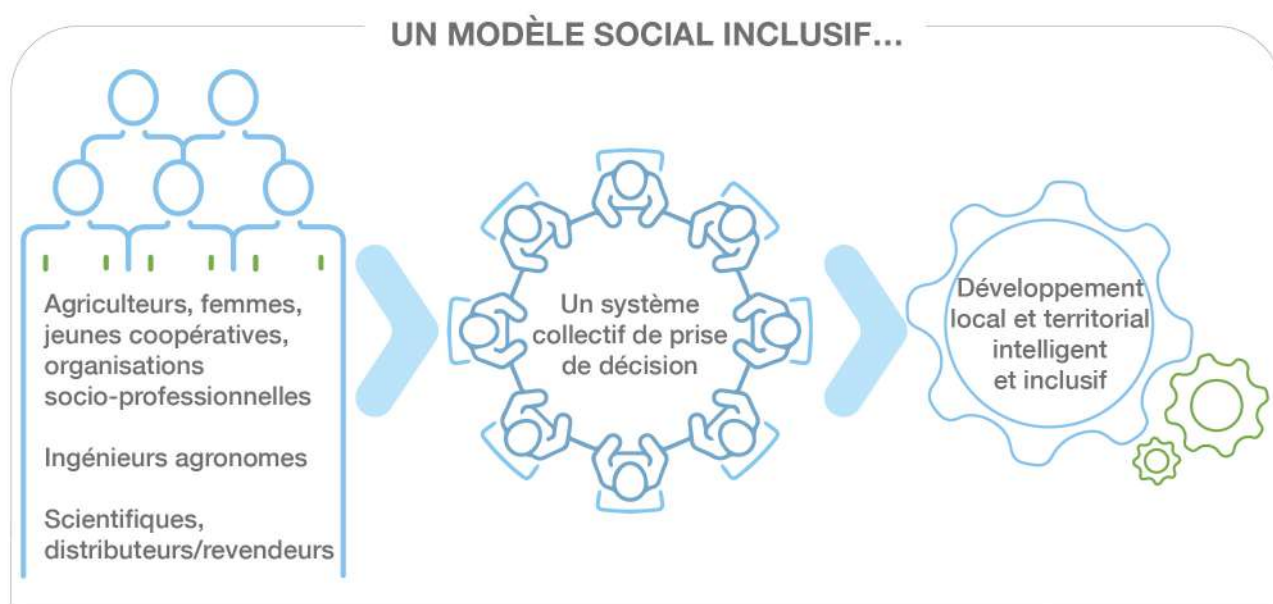 UN MODÈLE SOCIAL INCLUSIF...
Agriculteurs, femmes,
jeunes coopératives,
organisations
socio-professionnelles
Ingénieurs agronomes
Scientifiques,
distributeurs/revendeurs
Un système
collectif de prise
de décision
Développement
local et territorial
intelligent
et inclusif